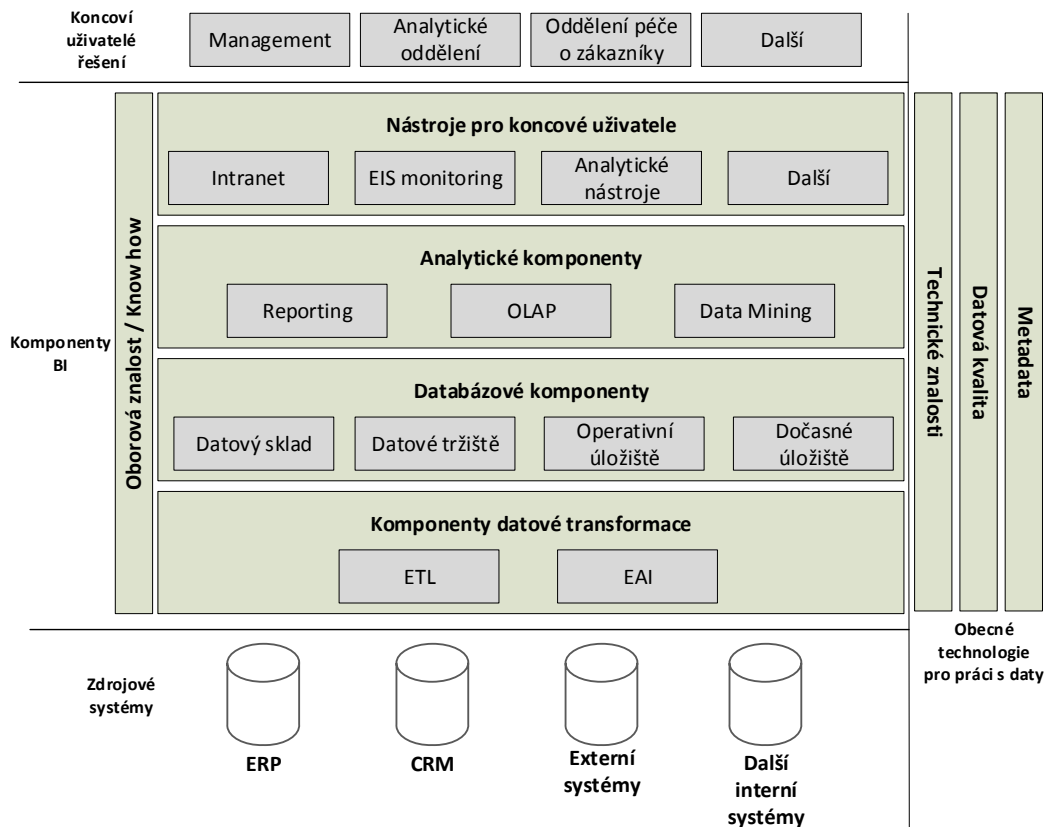 Koncoví
uživatelé
řešení
Management
Analytické
oddělení
Oddělení péče
o zákazníky
Další
Nástroje pro koncové uživatele
Intranet
EIS monitoring
Analytické
nástroje
Další
Analytické komponenty
Reporting
OLAP
Data Mining
Komponenty
BI
Oborová znalost / Know how
Databázové komponenty
Datový sklad
Datové tržiště
Operativní
úložiště
Dočasné
úložiště
Komponenty datové transformace
ETL
EAI
Technické znalosti
Datová kvalita
Metadata
Obecné
technologie
pro práci s daty
Zdrojové
systémy
ERP
CRM
Externí
systémy
Další
interní
systémy